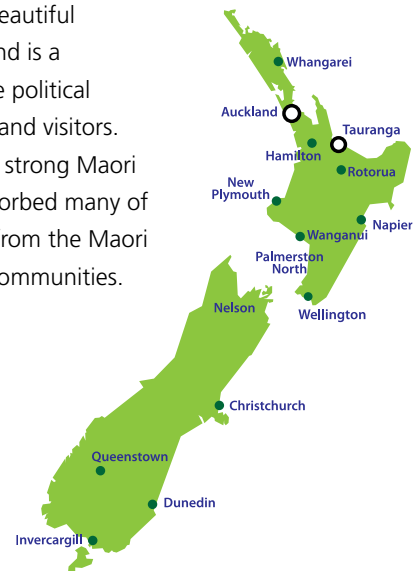 eautiful
nd is a
e political
and visitors.
strong Maori
orbed many of
from the Maori
ommunities.
Whangarei
Auckland
Tauranga
Hamilton
Rotorua
New
Plymouth
Napier
Wanganui
Palmerston
North
Wellington
Nelson
Christchurch
Queenstown
Dunedin
Invercargill